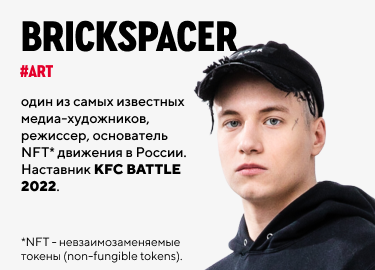 BRICKSPACER
#ART
один из самых известных
медиа-художников,
режиссер, основатель
NFT* движения в России.
Наставник KFC BATTLE
2022.
*NFT - невзаимозаменяемые
токены (non-fungible tokens).